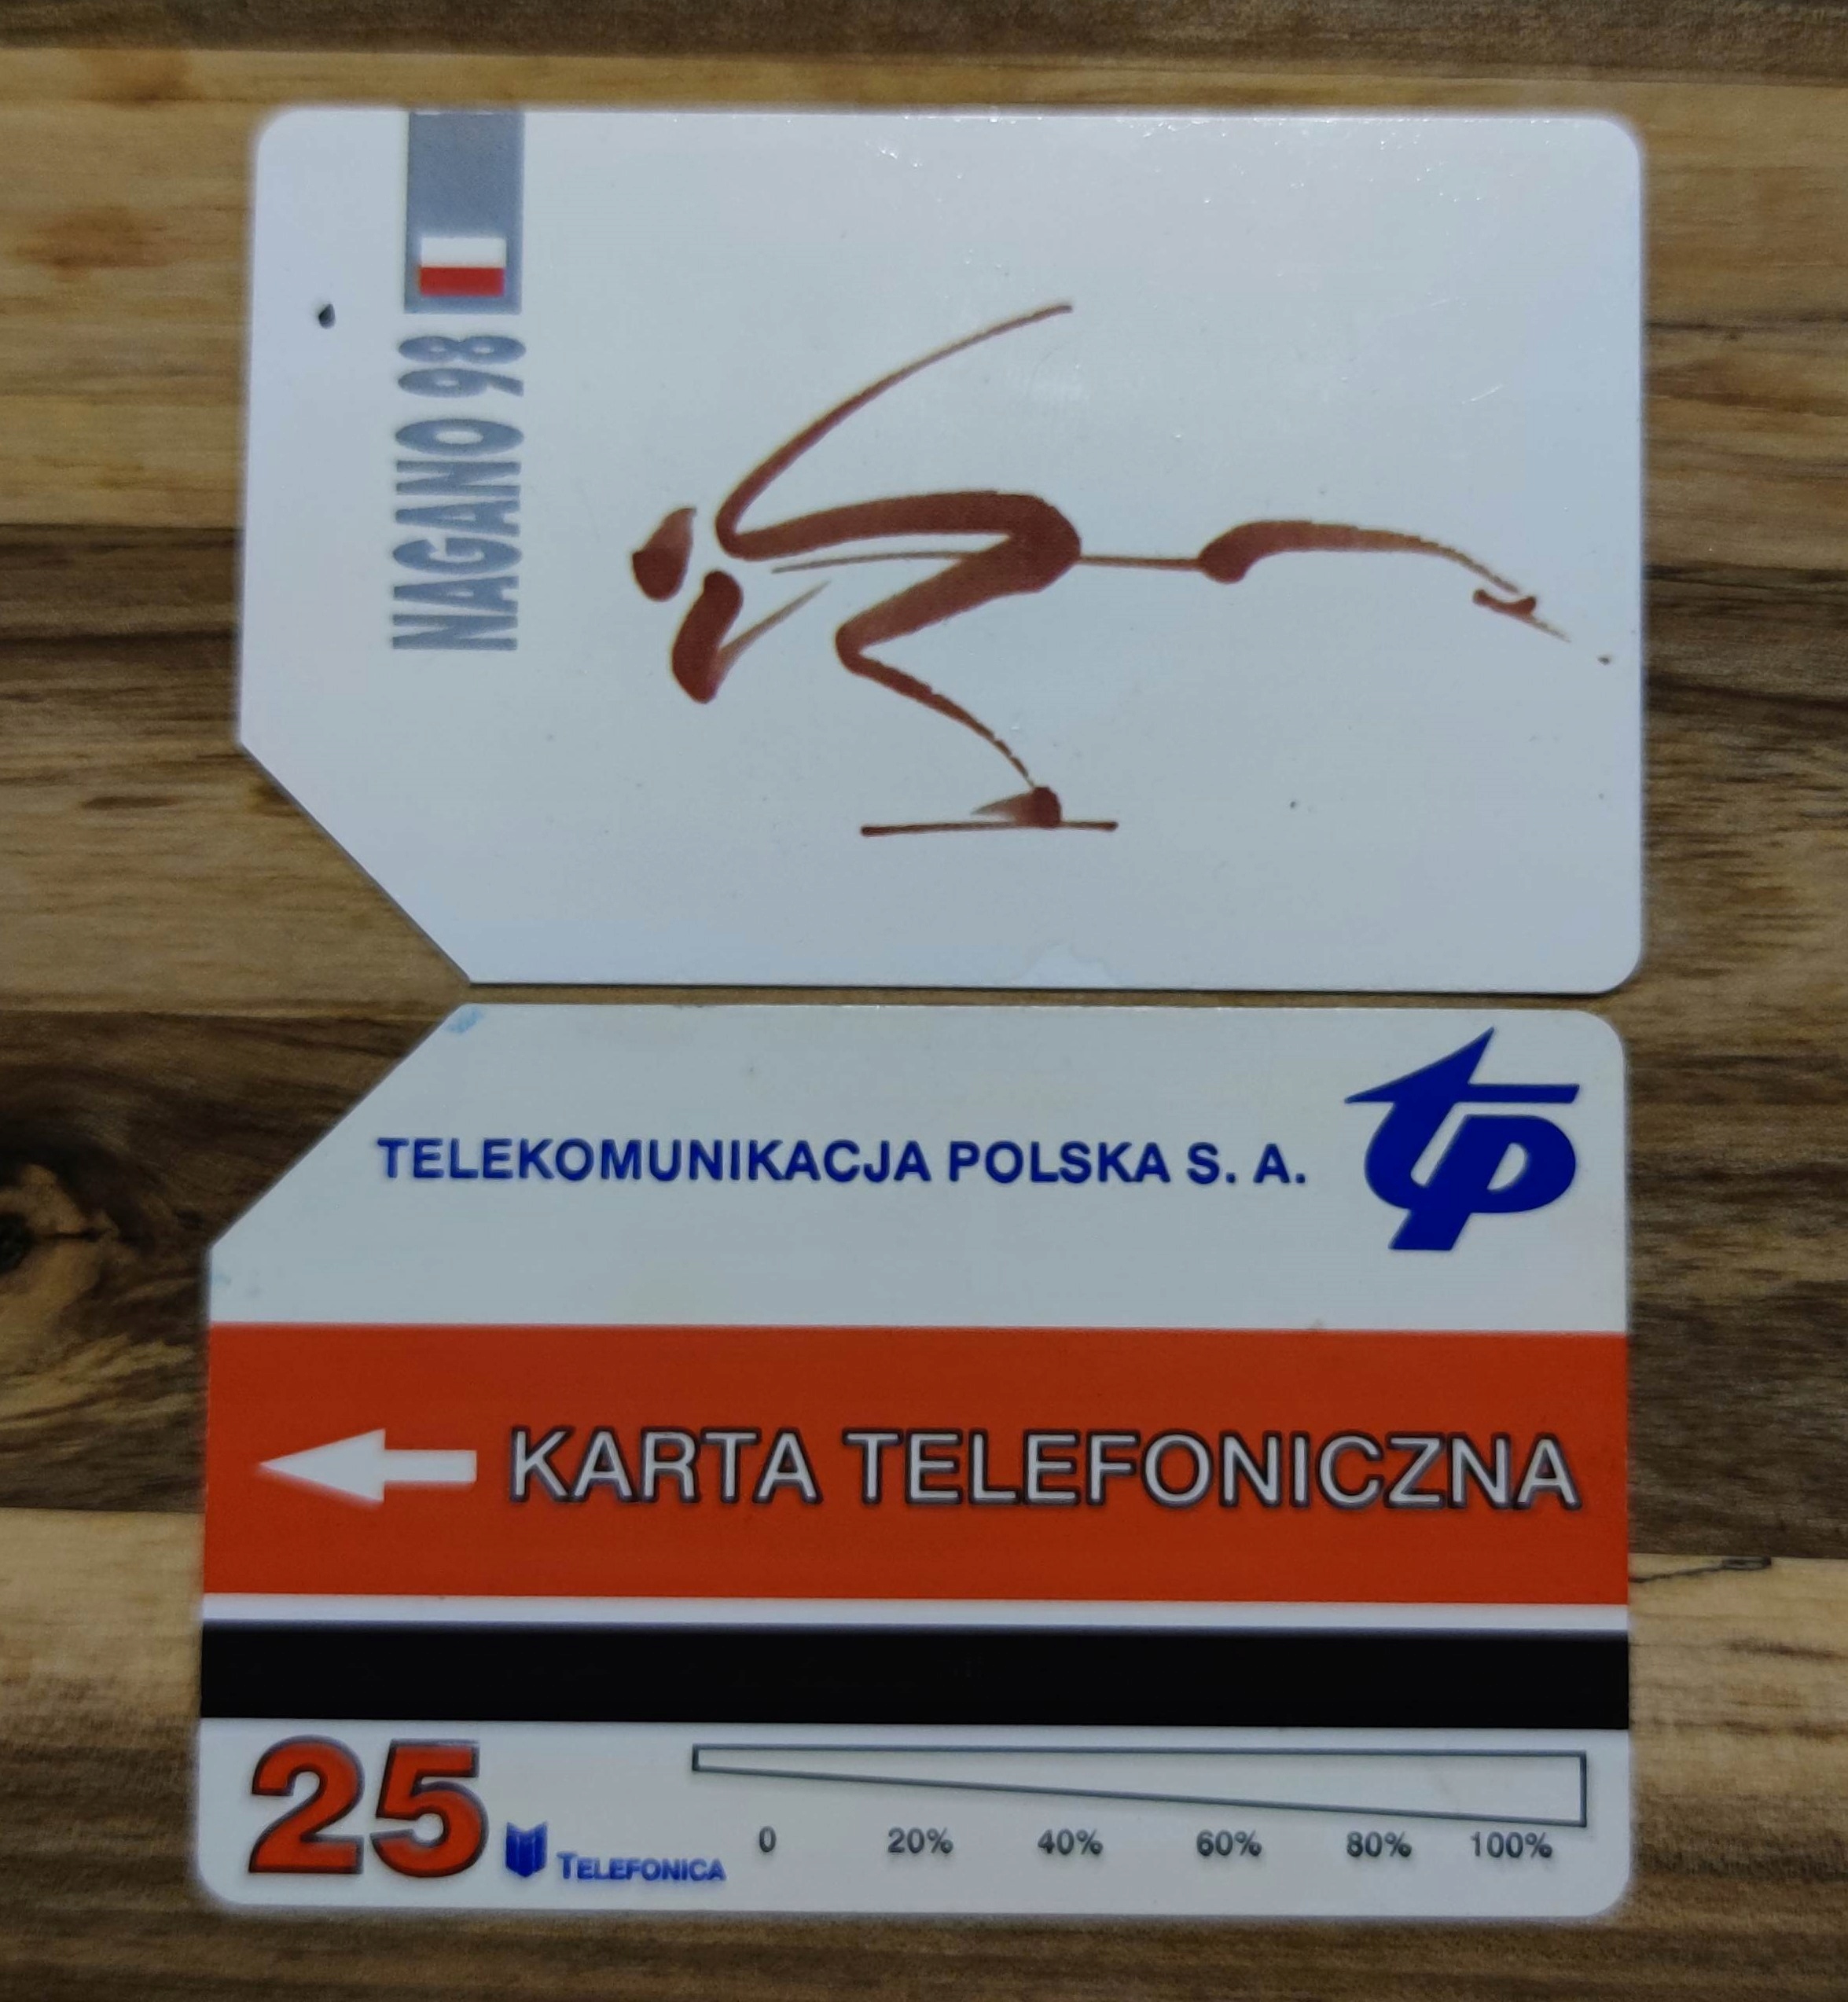 NAGANO 98
TELEKOMUNIKACJA POLSKA S. A.
tp
KARTA TELEFONICZNA
25
TELEFONICA
0 20% 40% 60% 80% 100%